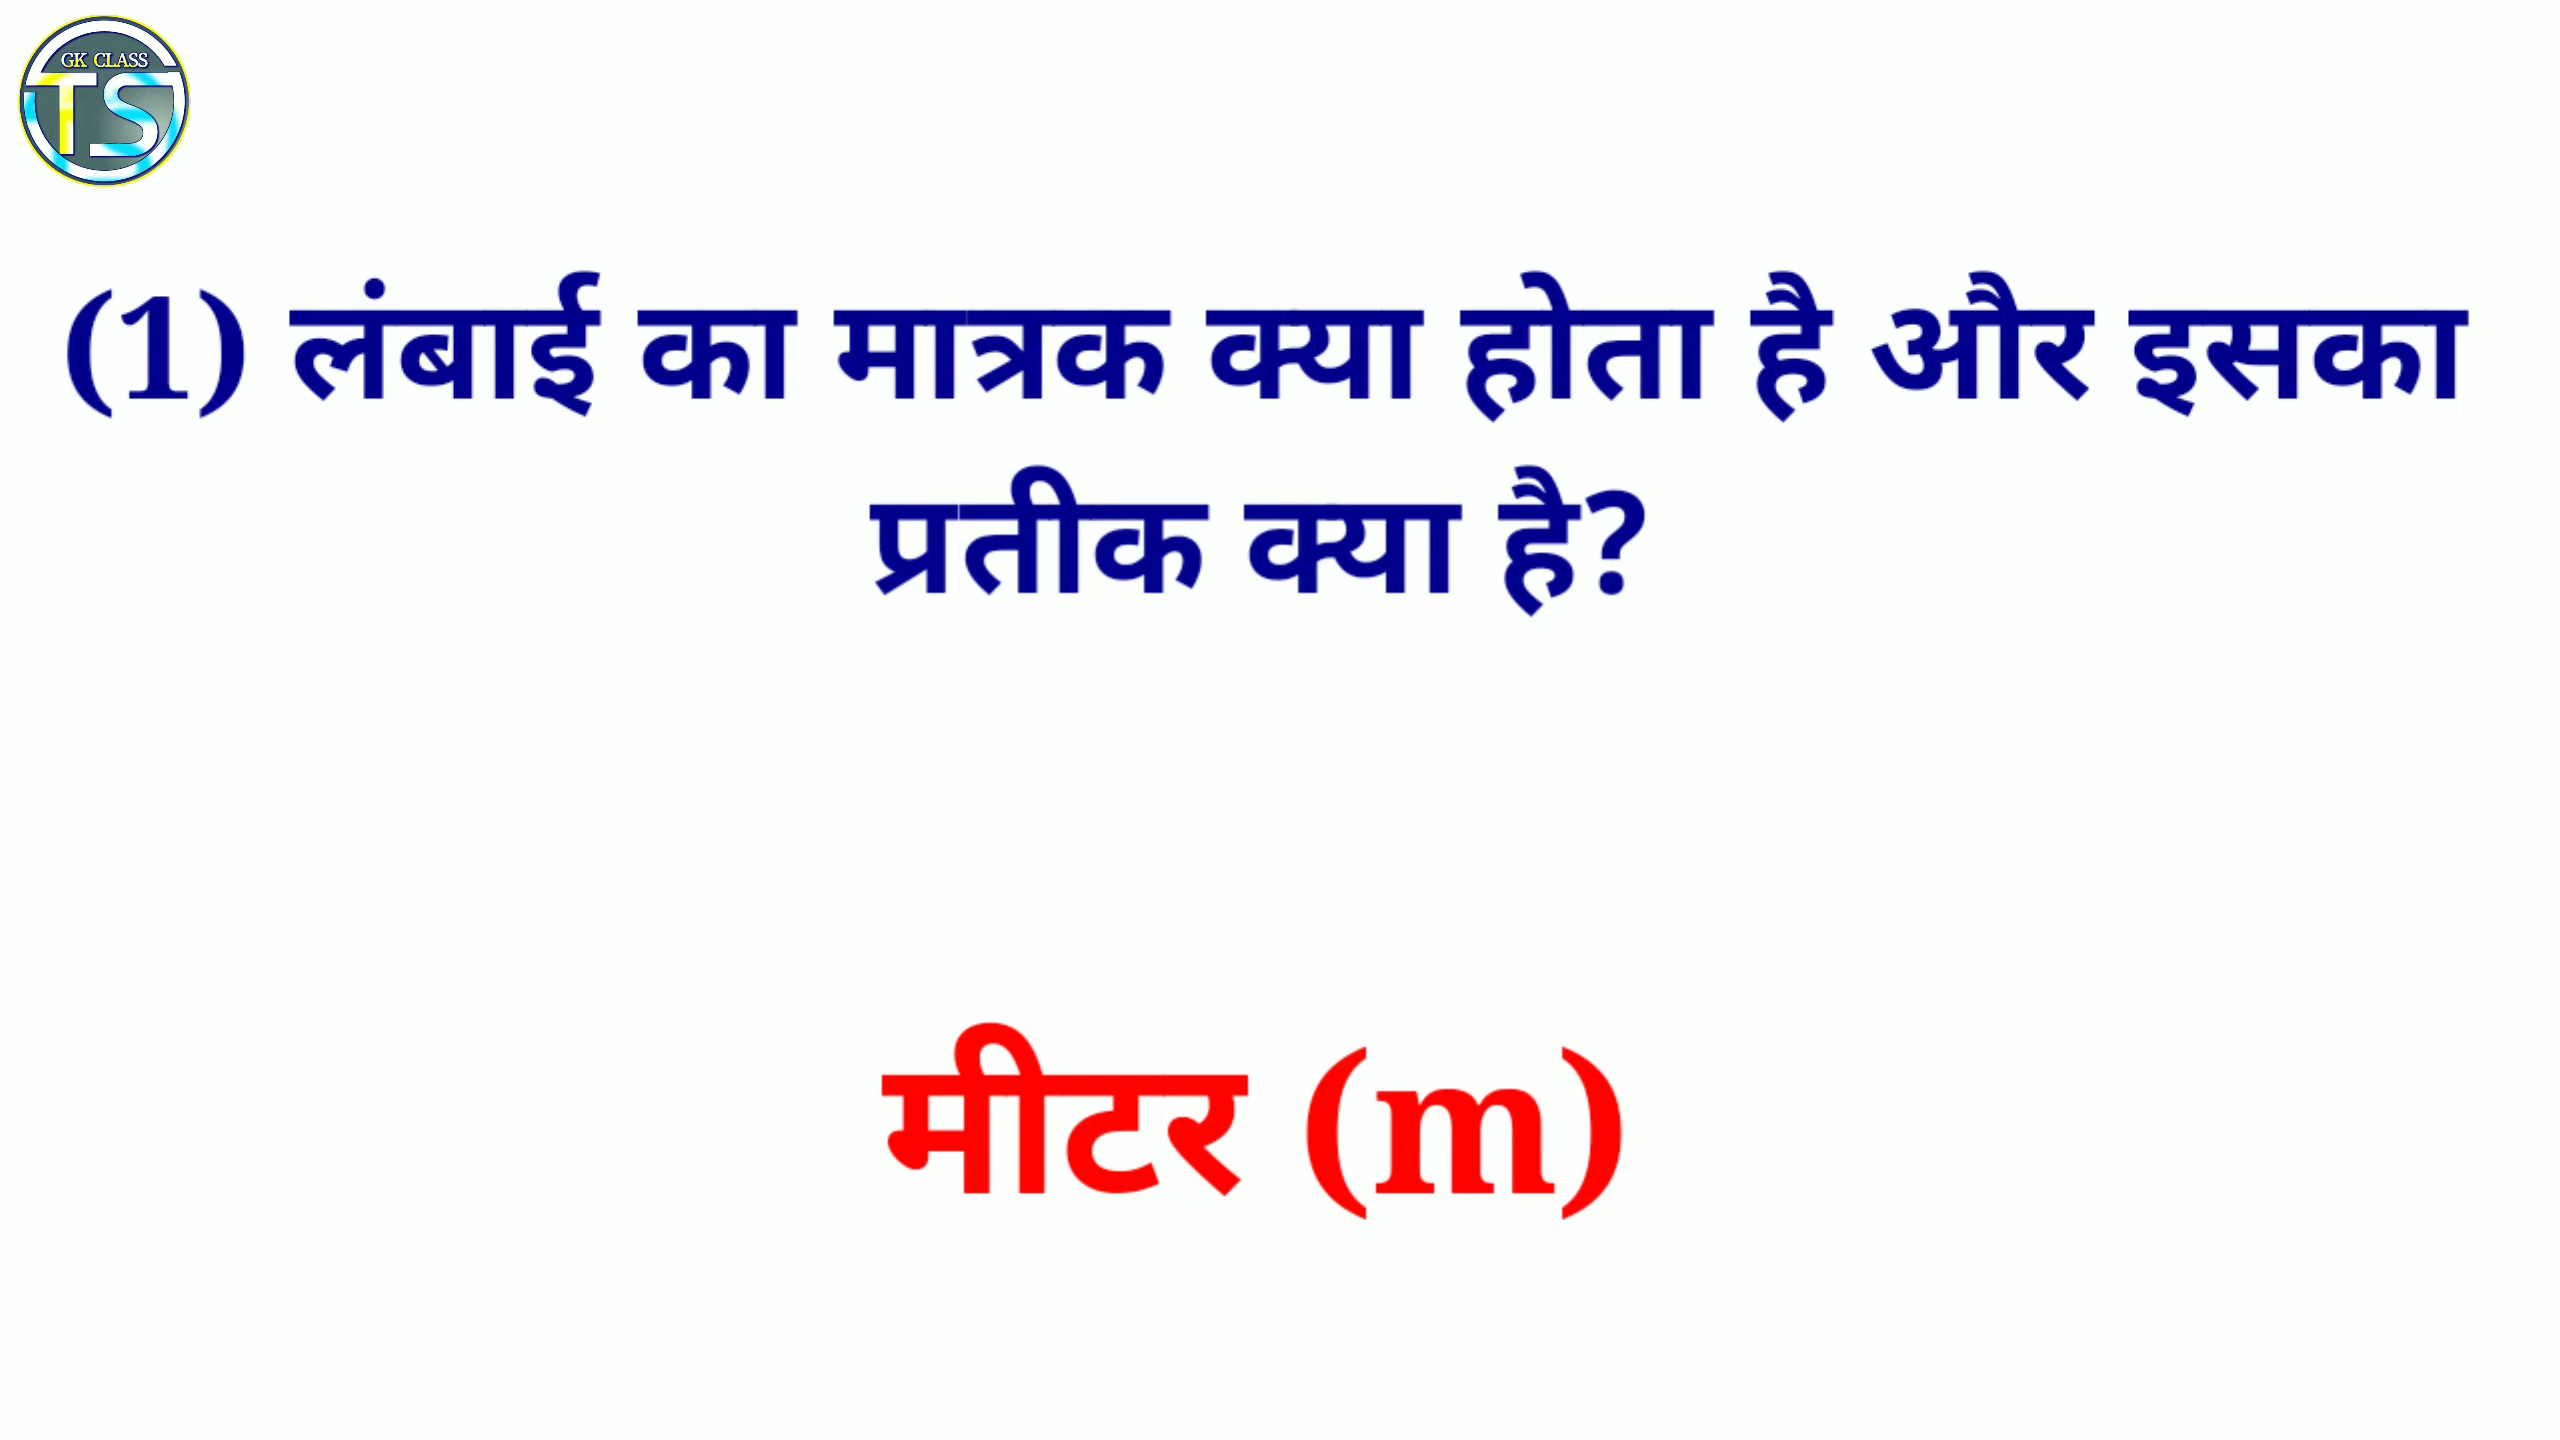 GK CLASS
TS
(1) लंबाई का मात्रक क्या होता है और इसका
प्रतीक क्या है?
मीटर (m)